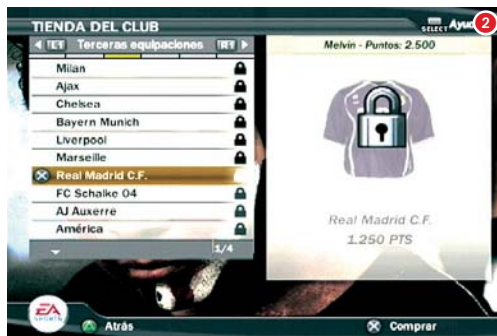 TIENDA DEL CLUB
SELECT Ayuda
2
L1 Terceras equipaciones R1
Melvin - Puntos: 2.500
Milan
Ajax
Chelsea
Bayern Munich
Liverpool
Marseille
Real Madrid C.F.
FC Schalke 04
AJ Auxerre
América
1/4
Real Madrid C.F.
1.250 PTS
EA
SPORTS
Atrás
Comprar